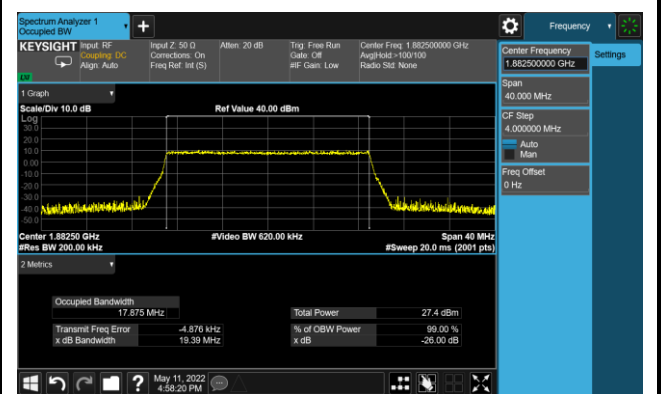 Spectrum Analyzer 1
Occupied BW
+
Frequency
KEYSIGHT
Input: RF
Coupling: DC
Align: Auto
Input Z: 50 Ω
Corrections: On
Freq Ref: Int (S)
Atten: 20 dB
Trig: Free Run
Gate: Off
#IF Gain: Low
Center Freq: 1.882500000 GHz
Avg|Hold:>100/100
Radio Std: None
Center Frequency
1.882500000 GHz
Settings
Span
40.000 MHz
CF Step
4.000000 MHz
Auto
Man
Freq Offset
0 Hz
1 Graph
Scale/Div 10.0 dB
Ref Value 40.00 dBm
Log
30.0
20.0
10.0
0.00
-10.0
-20.0
-30.0
-40.0
-50.0
Center 1.88250 GHz
#Video BW 620.00 kHz
Span 40 MHz
#Res BW 200.00 kHz
#Sweep 20.0 ms (2001 pts)
2 Metrics
Occupied Bandwidth
17.875 MHz
Total Power 27.4 dBm
Transmit Freq Error -4.876 kHz
% of OBW Power 99.00 %
x dB Bandwidth 19.39 MHz
x dB -26.00 dB
?
May 11, 2022
4:58:20 PM